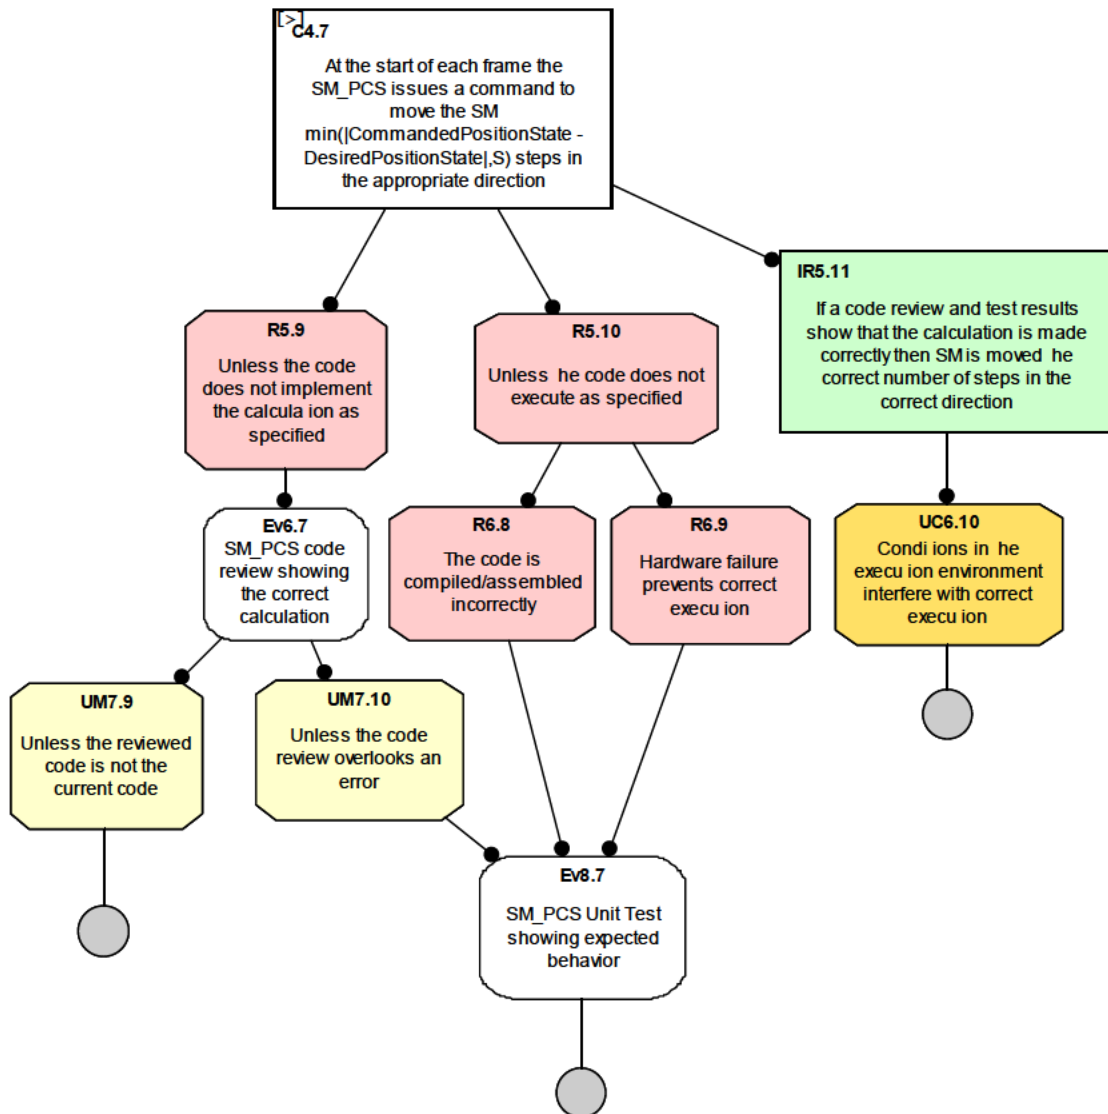 [>]
C4.7
At the start of each frame the
SM_PCS issues a command to
move the SM
min(|CommandedPositionState -
DesiredPositionState|,S) steps in
the appropriate direction
IR5.11
If a code review and test results
show that the calculation is made
correctly then SM is moved he
correct number of steps in the
correct direction
R5.9
Unless the code
does not implement
the calcula ion as
specified
R5.10
Unless he code does not
execute as specified
Ev6.7
SM_PCS code
review showing
the correct
calculation
R6.8
The code is
compiled/assembled
incorrectly
R6.9
Hardware failure
prevents correct
execu ion
UC6.10
Condi ions in he
execu ion environment
interfere with correct
execu ion
UM7.9
Unless the reviewed
code is not the
current code
UM7.10
Unless the code
review overlooks an
error
Ev8.7
SM_PCS Unit Test
showing expected
behavior